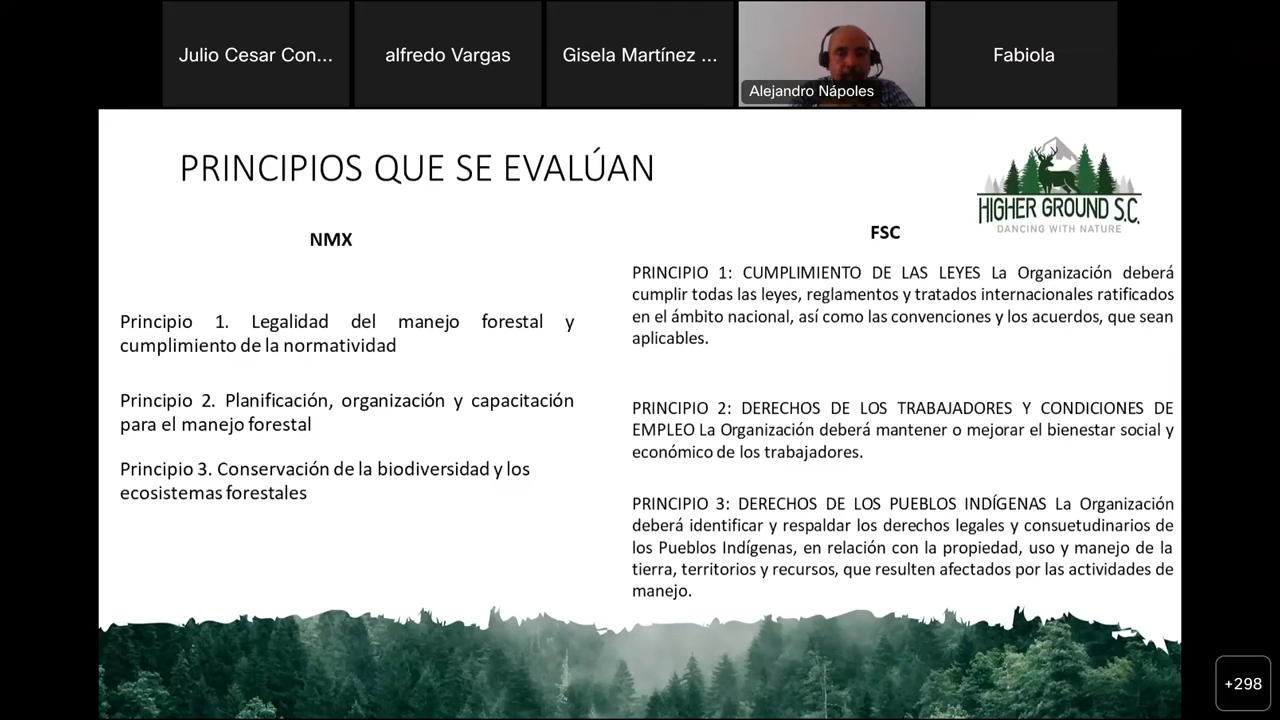 Julio Cesar Con...
alfredo Vargas
Gisela Martínez ...
Alejandro Nápoles
Fabiola
PRINCIPIOS QUE SE EVALÚAN
HIGHER GROUND S.C.
DANCING WITH NATURE
NMX
Principio 1. Legalidad del manejo forestal y
cumplimiento de la normatividad
Principio 2. Planificación, organización y capacitación
para el manejo forestal
Principio 3. Conservación de la biodiversidad y los
ecosistemas forestales
FSC
PRINCIPIO 1: CUMPLIMIENTO DE LAS LEYES La Organización deberá
cumplir todas las leyes, reglamentos y tratados internacionales ratificados
en el ámbito nacional, así como las convenciones y los acuerdos, que sean
aplicables.
PRINCIPIO 2: DERECHOS DE LOS TRABAJADORES Y CONDICIONES DE
EMPLEO La Organización deberá mantener o mejorar el bienestar social y
económico de los trabajadores.
PRINCIPIO 3: DERECHOS DE LOS PUEBLOS INDÍGENAS La Organización
deberá identificar y respaldar los derechos legales y consuetudinarios de
los Pueblos Indígenas, en relación con la propiedad, uso y manejo de la
tierra, territorios y recursos, que resulten afectados por las actividades de
manejo.
+298